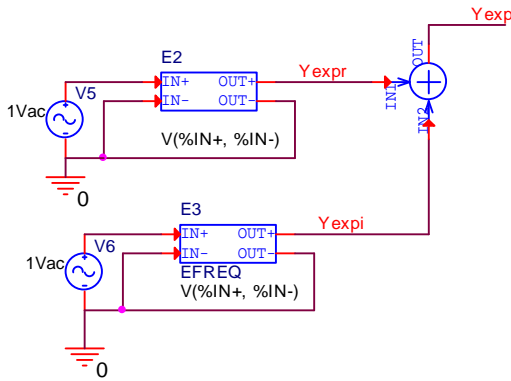 Yexp
OUT
E2
IN+ OUT+
IN- OUT-
Yexpr
IN1
IN2
V5
1Vac
V(%IN+, %IN-)
0
E3
IN+ OUT+
IN- OUT-
Yexpi
V6
1Vac
EFREQ
V(%IN+, %IN-)
0